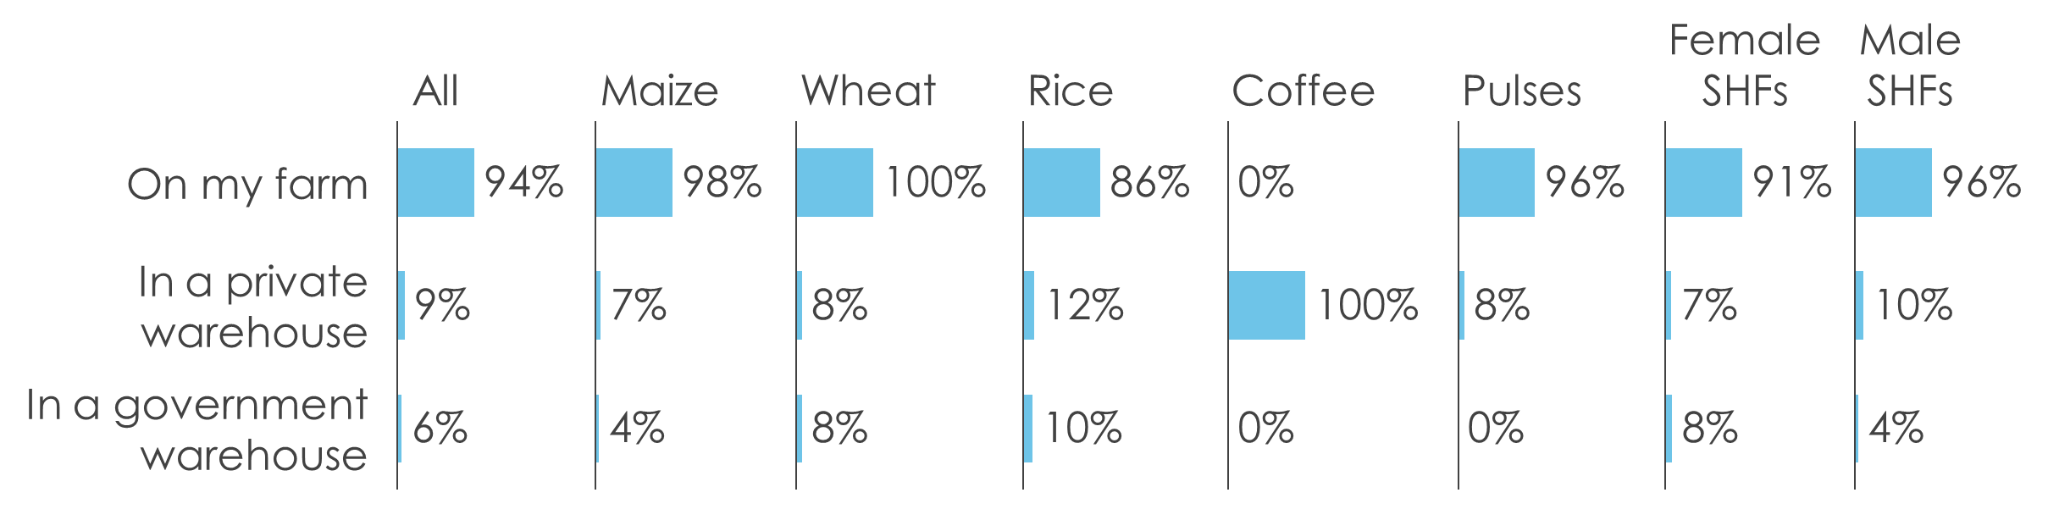 Female Male
All Maize Wheat Rice Coffee Pulses SHFs SHFs
On my farm 94% 98% 100% 86% 0% 96% 91% 96%
In a private
warehouse 9% 7% 8% 12% 100% 8% 7% 10%
In a government
warehouse 6% 4% 8% 10% 0% 0% 8% 4%